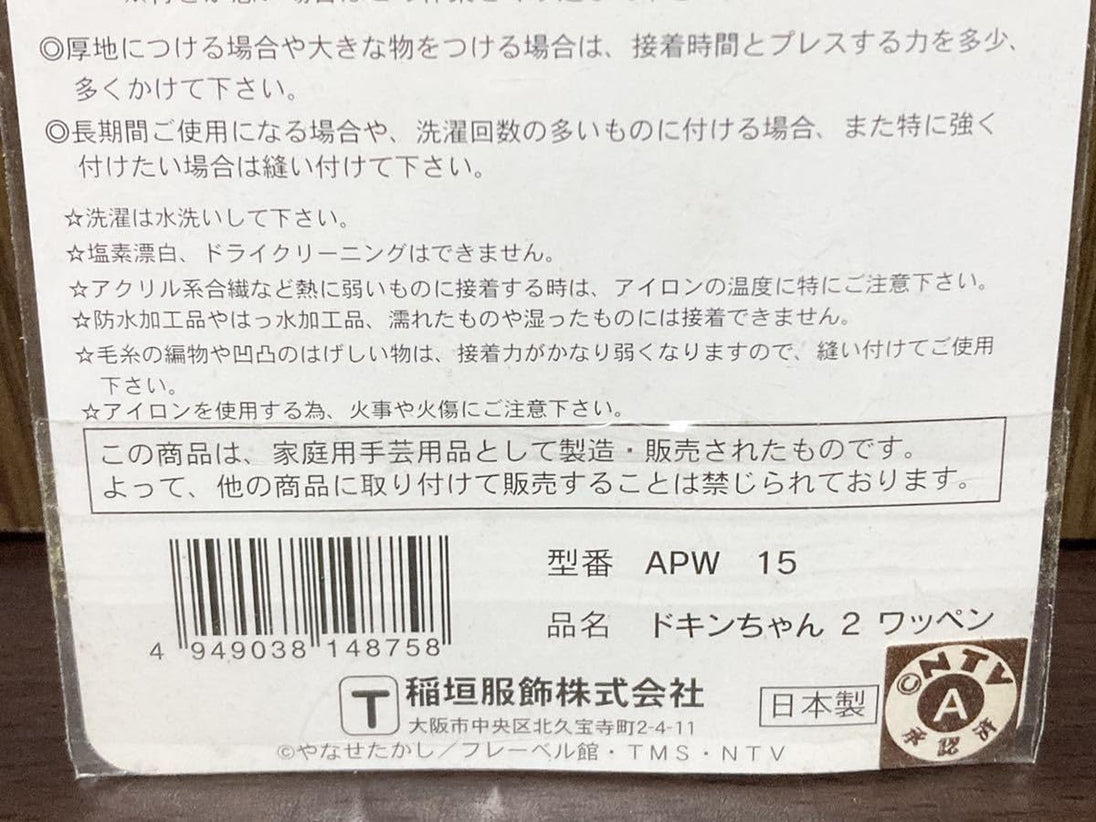 ◎厚地につける場合や大きな物をつける場合は、接着時間とプレスする力を多少、
多くかけて下さい。
◎長期間ご使用になる場合や、洗濯回数の多いものに付ける場合、また特に強く
付けたい場合は縫い付けて下さい。
☆洗濯は水洗いして下さい。
☆塩素漂白、ドライクリーニングはできません。
☆アクリル系合繊など熱に弱いものに接着する時は、アイロンの温度に特にご注意下さい。
☆防水加工品やはっ水加工品、濡れたものや湿ったものには接着できません。
☆毛糸の編物や凹凸のはげしい物は、接着力がかなり弱くなりますので、縫い付けてご使用
下さい。
☆アイロンを使用する為、火事や火傷にご注意下さい。
この商品は、家庭用手芸用品として製造・販売されたものです。
よって、他の商品に取り付けて販売することは禁じられております。
型番 APW 15
品名 ドキンちゃん 2 ワッペン
4 949038 148758
T 稲垣服飾株式会社
大阪市中央区北久宝寺町2-4-11
日本製
©NTV
A
承認済
©やなせたかし／フレーベル館・TMS・NTV